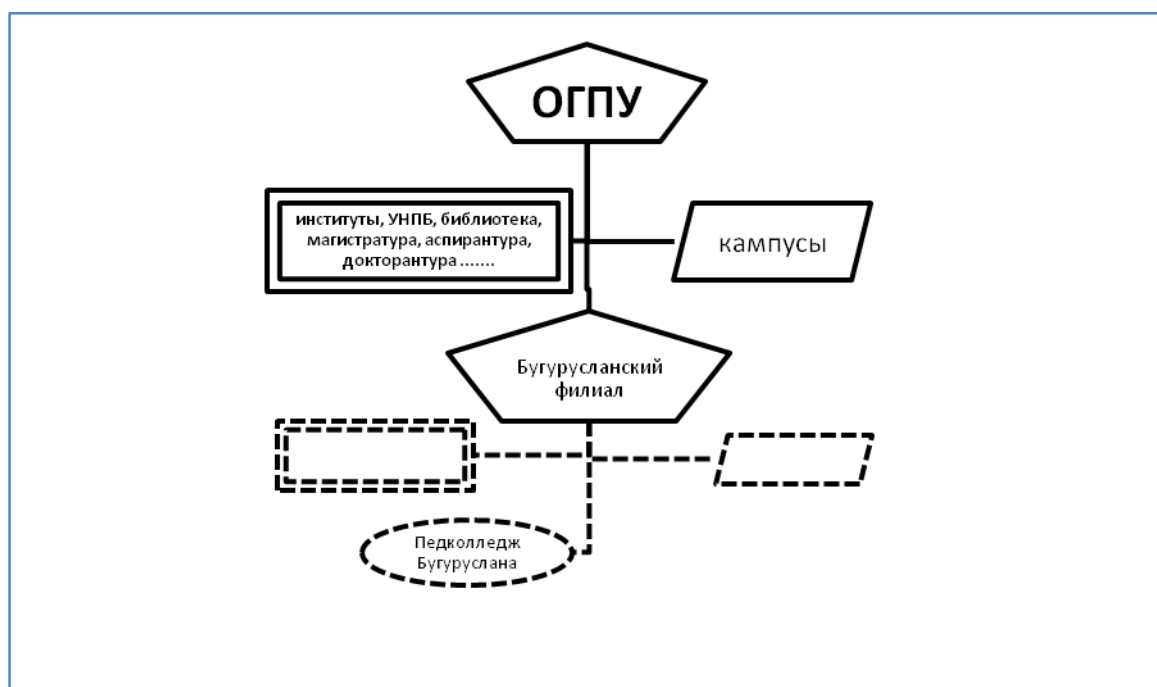 ОГПУ
институты, УНПБ, библиотека,
магистратура, аспирантура,
докторантура .......
кампусы
Бугурусланский
филиал
Педколледж
Бугуруслана